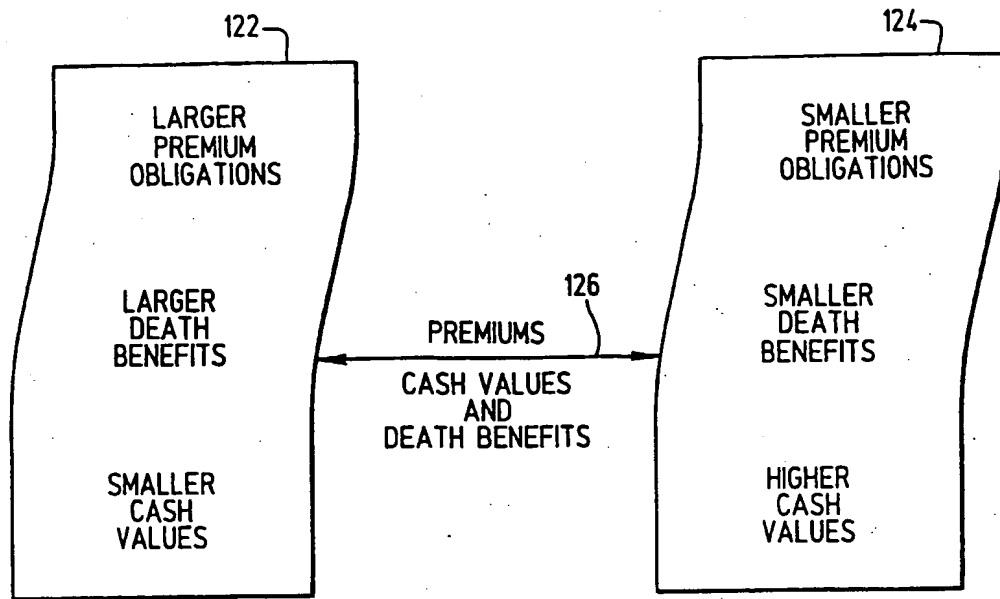 122
124
LARGER
PREMIUM
OBLIGATIONS
SMALLER
PREMIUM
OBLIGATIONS
LARGER
DEATH
BENEFITS
126
PREMIUMS
CASH VALUES
AND
DEATH BENEFITS
SMALLER
DEATH
BENEFITS
SMALLER
CASH
VALUES
HIGHER
CASH
VALUES